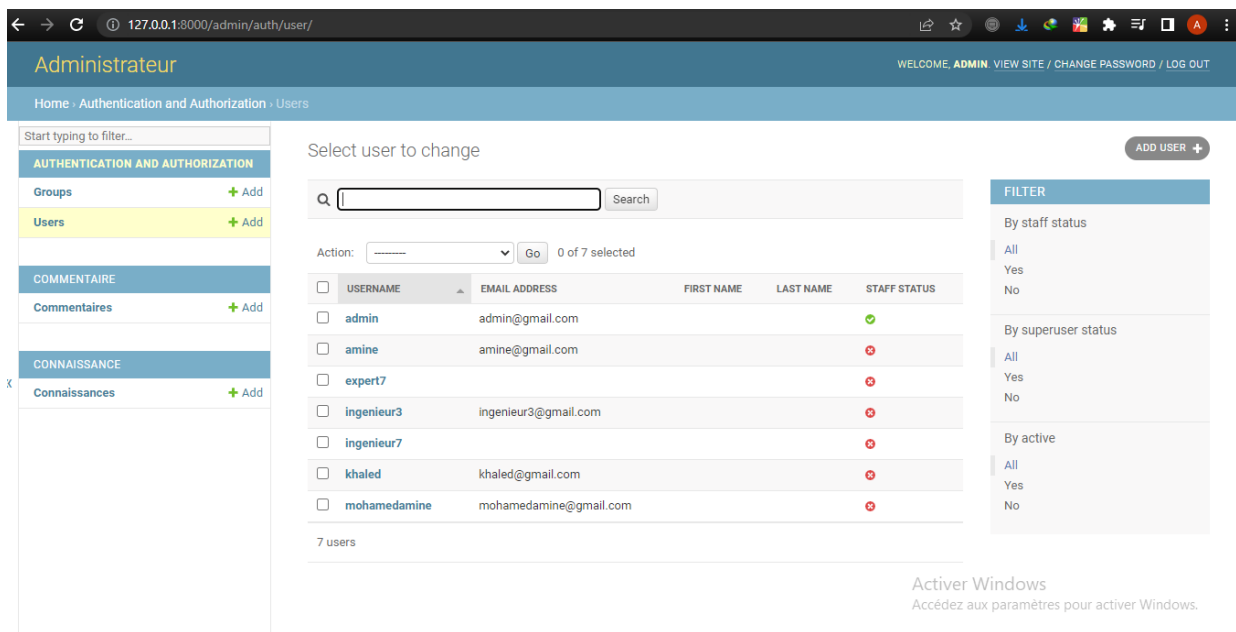 127.0.0.1:8000/admin/auth/user/
A
Administrateur
WELCOME, ADMIN. VIEW SITE / CHANGE PASSWORD / LOG OUT
Home › Authentication and Authorization › Users
Start typing to filter...
AUTHENTICATION AND AUTHORIZATION
Groups + Add
Users + Add
COMMENTAIRE
Commentaires + Add
CONNAISSANCE
Connaissances + Add
Select user to change
ADD USER +
Search
Action: --------- Go 0 of 7 selected
USERNAME EMAIL ADDRESS FIRST NAME LAST NAME STAFF STATUS
admin admin@gmail.com
amine amine@gmail.com
expert7
ingenieur3 ingenieur3@gmail.com
ingenieur7
khaled khaled@gmail.com
mohamedamine mohamedamine@gmail.com
7 users
FILTER
By staff status
All
Yes
No
By superuser status
All
Yes
No
By active
All
Yes
No
Activer Windows
Accédez aux paramètres pour activer Windows.